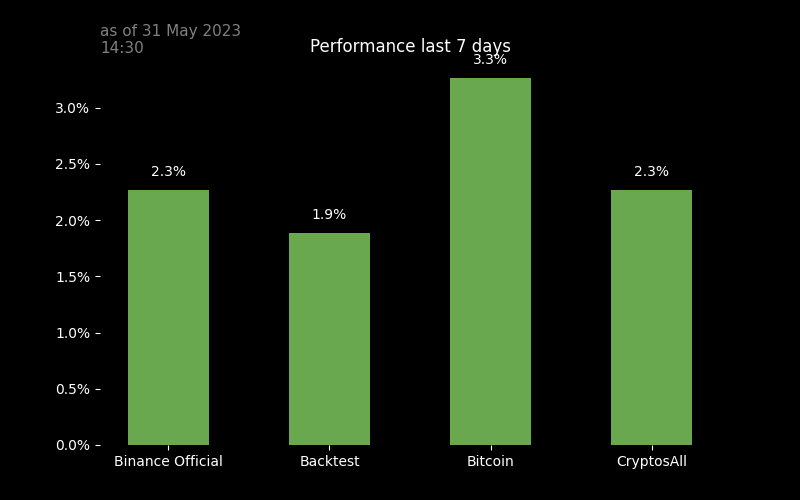 as of 31 May 2023
14:30
Performance last 7 days
3.3%
3.0%
2.5%
2.3%
2.3%
1.9%
2.0%
1.5%
1.0%
0.5%
0.0%
Binance Official
Backtest
Bitcoin
CryptosAll